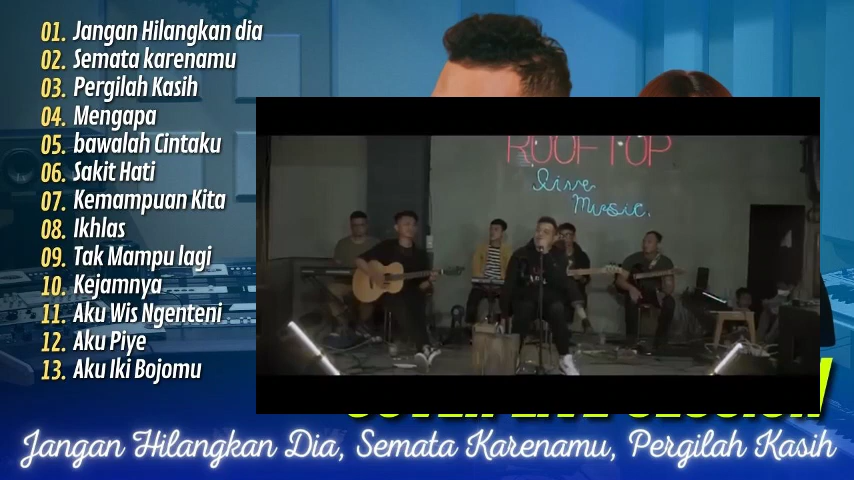 01. Jangan Hilangkan dia
02. Semata karenamu
03. Pergilah Kasih
04. Mengapa
05. bawalah Cintaku
06. Sakit Hati
07. Kemampuan Kita
08. Ikhlas
09. Tak Mampu lagi
10. Kejamnya
11. Aku Wis Ngenteni
12. Aku Piye
13. Aku Iki Bojomu
ROOFTOP
Live
Music.
Jangan Hilangkan Dia, Semata Karenamu, Pergilah Kasih